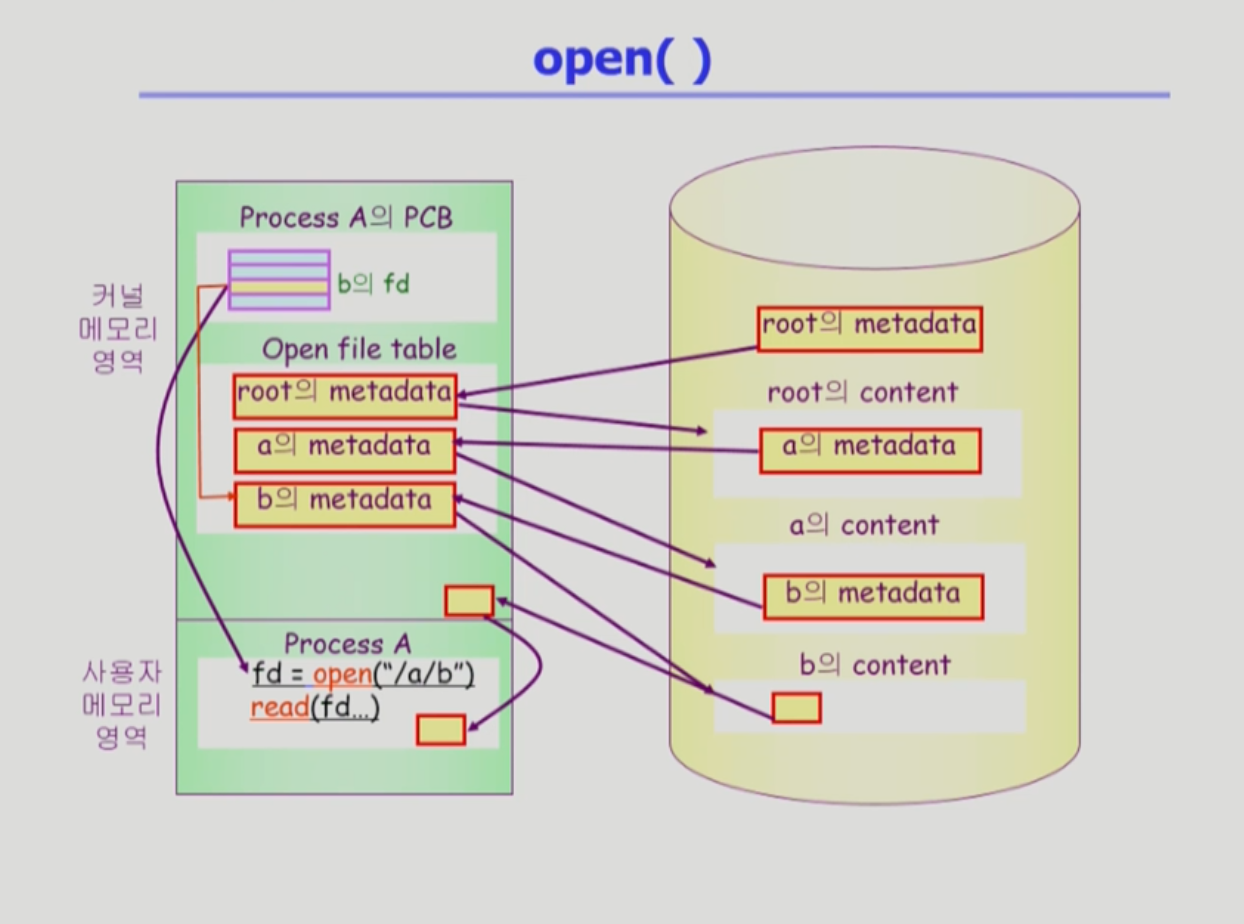 open( )
Process A의 PCB
b의 fd
커널
메모리
영역
Open file table
root의 metadata
a의 metadata
b의 metadata
사용자
메모리
영역
Process A
fd = open(“/a/b”)
read(fd...)
root의 metadata
root의 content
a의 metadata
a의 content
b의 metadata
b의 content